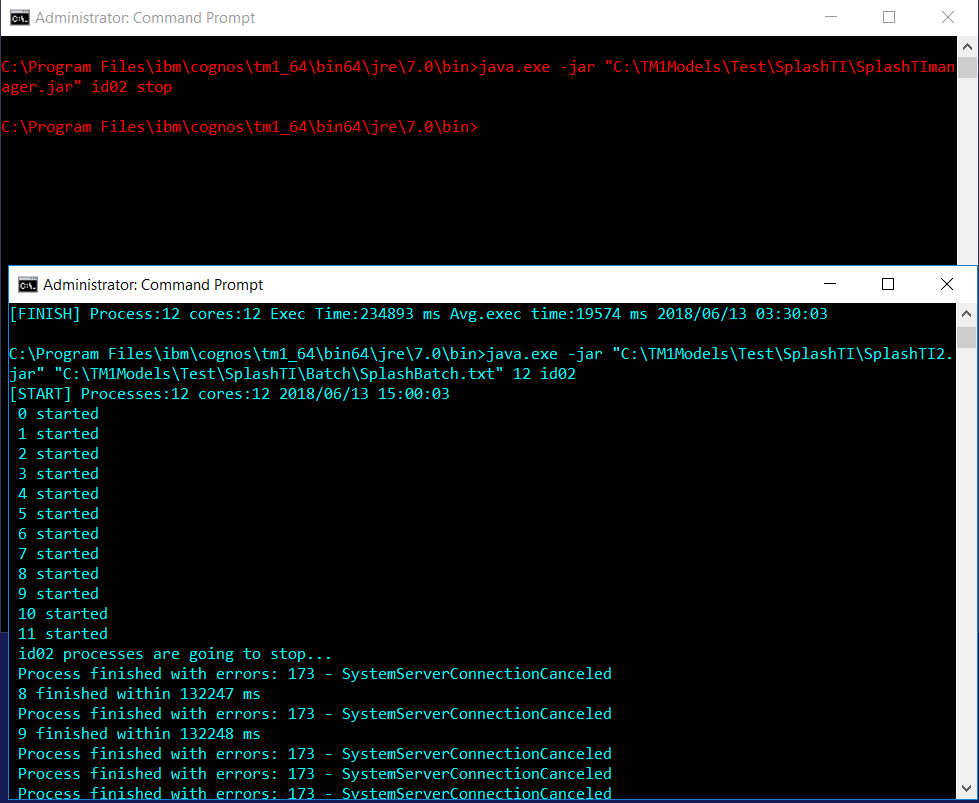 Administrator: Command Prompt
C:\Program Files\ibm\cognos\tm1_64\bin64\jre\7.0\bin>java.exe -jar "C:\TM1Models\Test\SplashTI\SplashTIman
ager.jar" id02 stop
C:\Program Files\ibm\cognos\tm1_64\bin64\jre\7.0\bin>
Administrator: Command Prompt
[FINISH] Process:12 cores:12 Exec Time:234893 ms Avg.exec time:19574 ms 2018/06/13 03:30:03
C:\Program Files\ibm\cognos\tm1_64\bin64\jre\7.0\bin>java.exe -jar "C:\TM1Models\Test\SplashTI\SplashTI2.
jar" "C:\TM1Models\Test\SplashTI\Batch\SplashBatch.txt" 12 id02
[START] Processes:12 cores:12 2018/06/13 15:00:03
0 started
1 started
2 started
3 started
4 started
5 started
6 started
7 started
8 started
9 started
10 started
11 started
id02 processes are going to stop...
Process finished with errors: 173 - SystemServerConnectionCanceled
8 finished within 132247 ms
Process finished with errors: 173 - SystemServerConnectionCanceled
9 finished within 132248 ms
Process finished with errors: 173 - SystemServerConnectionCanceled
Process finished with errors: 173 - SystemServerConnectionCanceled
Process finished with errors: 173 - SystemServerConnectionCanceled